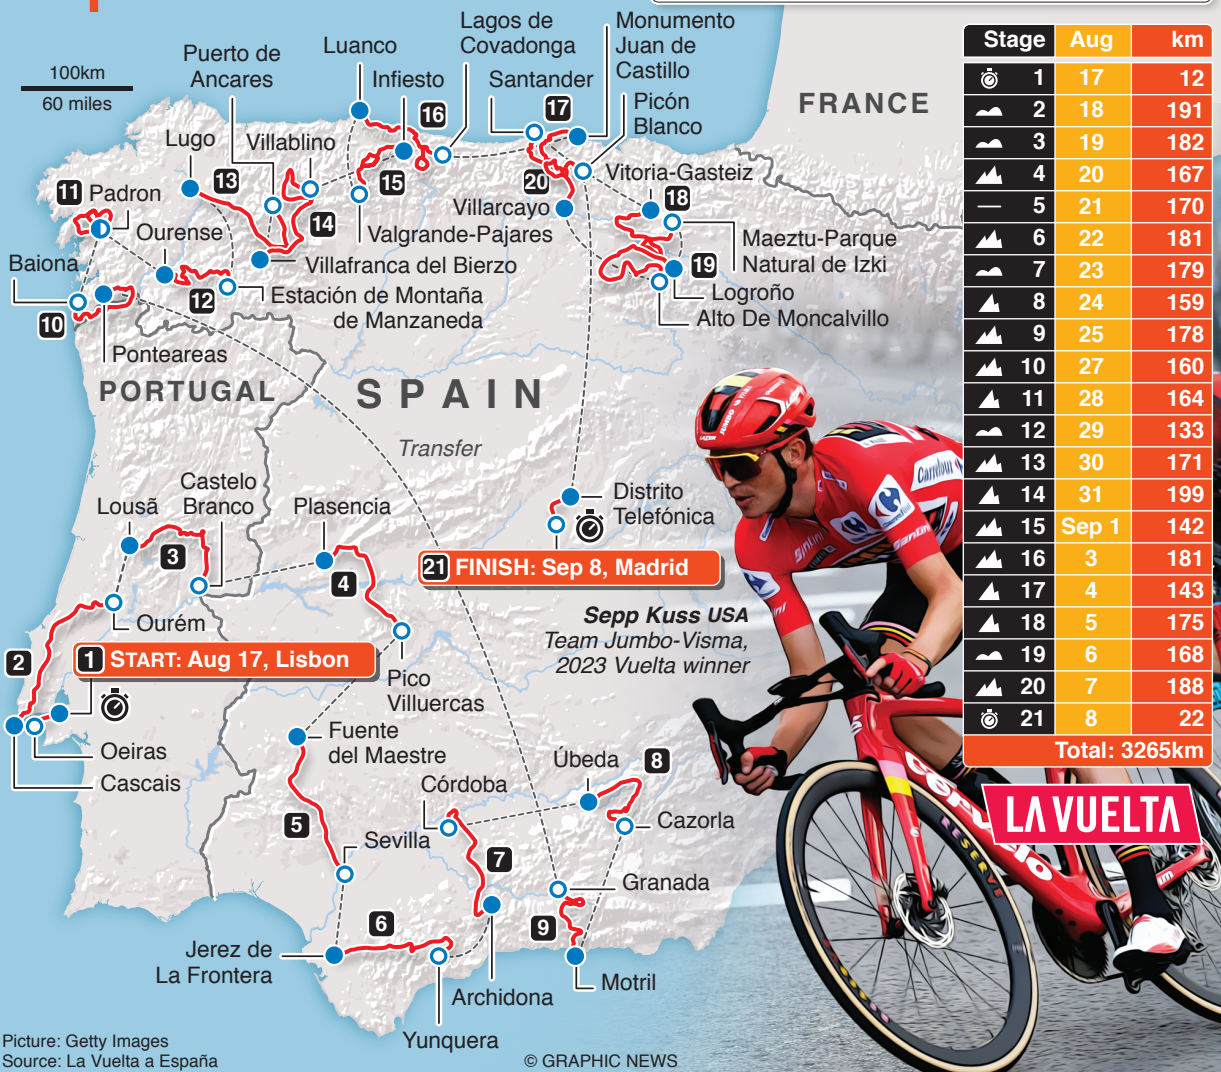 100km
60 miles
Puerto de
Ancares
Luanco
Infiesto
Lagos de
Covadonga
Santander
Monumento
Juan de
Castillo
Picón
Blanco
FRANCE
Lugo
Villablino
13
16
17
15
20
11
Padron
Ourense
14
Valgrande-Pajares
Villarcayo
Vitoria-Gasteiz
18
Baiona
Villafranca del Bierzo
12
Estación de Montaña
de Manzaneda
Maeztu-Parque
Natural de Izki
19
Logroño
Alto De Moncalvillo
10
Ponteareas
PORTUGAL
SPAIN
Transfer
Lousã
Castelo
Branco
Plasencia
3
4
Distrito
Telefónica
21 FINISH: Sep 8, Madrid
Ourém
2
1 START: Aug 17, Lisbon
Pico
Villuercas
Sepp Kuss USA
Team Jumbo-Visma,
2023 Vuelta winner
Oeiras
Cascais
Fuente
del Maestre
Córdoba
Úbeda
8
5
Sevilla
7
Cazorla
Granada
6
9
Jerez de
La Frontera
Archidona
Motril
Yunquera
Stage Aug km
1 17 12
2 18 191
3 19 182
4 20 167
5 21 170
6 22 181
7 23 179
8 24 159
9 25 178
10 27 160
11 28 164
12 29 133
13 30 171
14 31 199
15 Sep 1 142
16 3 181
17 4 143
18 5 175
19 6 168
20 7 188
21 8 22
Total: 3265km
LA VUELTA
JUMBO
LAZER
Carrefour
Santini
cervélo
RESERVE
Picture: Getty Images
Source: La Vuelta a España
© GRAPHIC NEWS